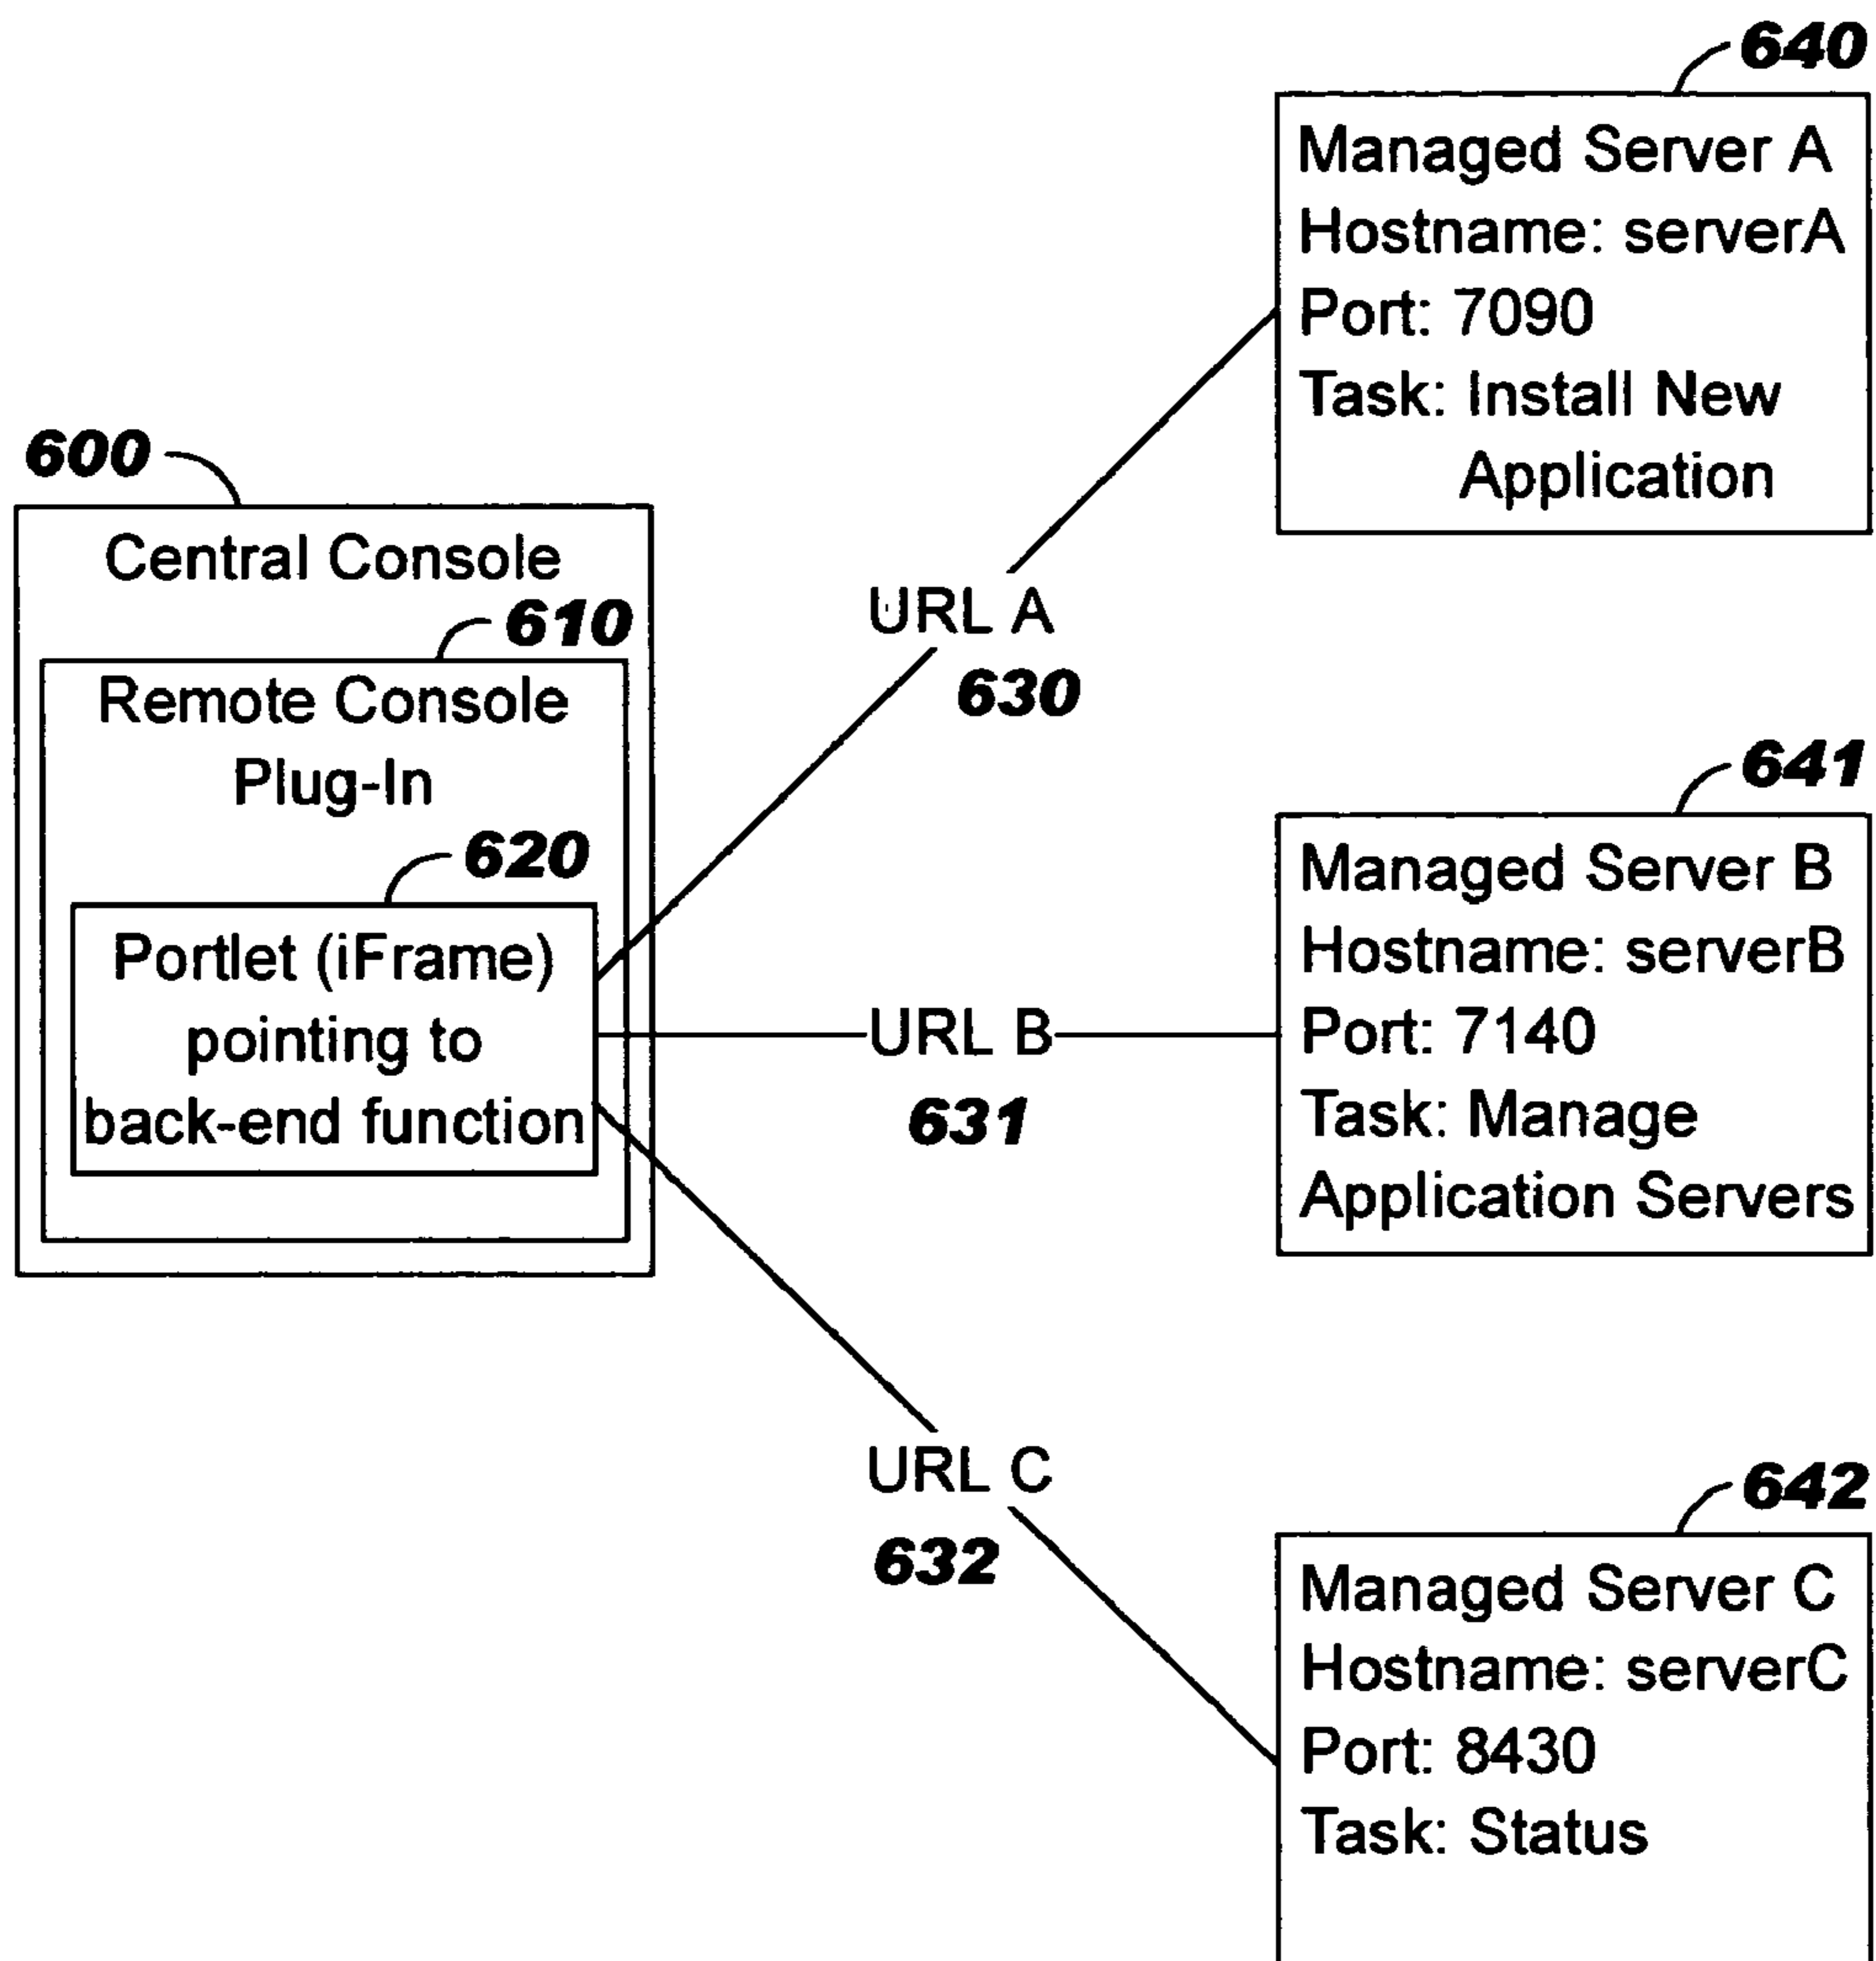 600
Central Console
610
Remote Console
Plug-In
620
Portlet (iFrame)
pointing to
back-end function
URL A
630
URL B
631
URL C
632
640
Managed Server A
Hostname: serverA
Port: 7090
Task: Install New
Application
641
Managed Server B
Hostname: serverB
Port: 7140
Task: Manage
Application Servers
642
Managed Server C
Hostname: serverC
Port: 8430
Task: Status